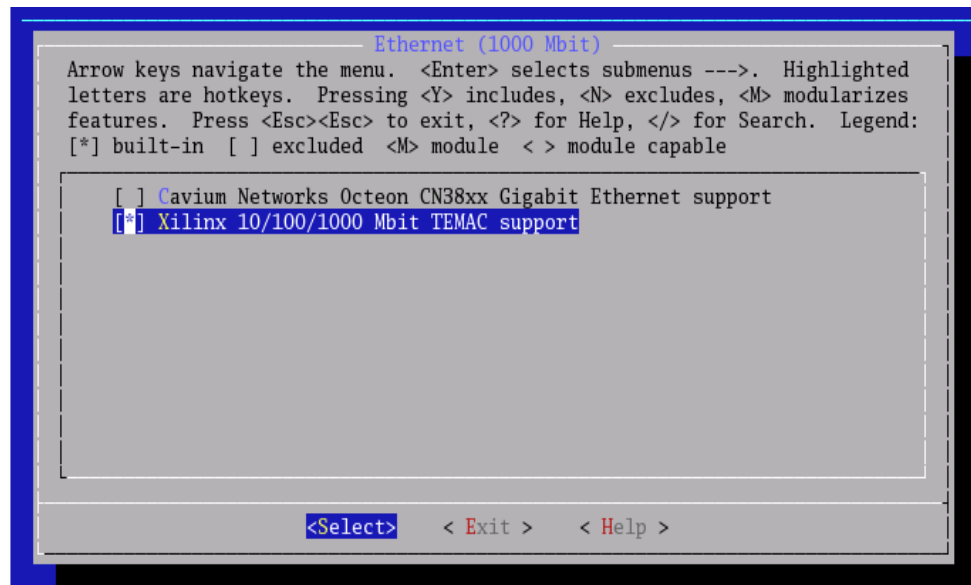 Ethernet (1000 Mbit)
Arrow keys navigate the menu.  <Enter> selects submenus --->.  Highlighted
letters are hotkeys.  Pressing <Y> includes, <N> excludes, <M> modularizes
features.  Press <Esc><Esc> to exit, <?> for Help, </> for Search.  Legend:
[*] built-in  [ ] excluded  <M> module  < > module capable
[ ] Cavium Networks Octeon CN38xx Gigabit Ethernet support
[*] Xilinx 10/100/1000 Mbit TEMAC support
<Select>    < Exit >    < Help >